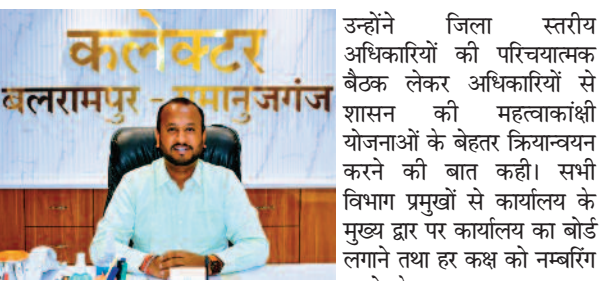 कलेक्टर
बलरामपुर - रामानुजगंज
उन्होंने जिला स्तरीय
अधिकारियों की परिचयात्मक
बैठक लेकर अधिकारियों से
शासन की महत्वाकांक्षी
योजनाओं के बेहतर क्रियान्वयन
करने की बात कही। सभी
विभाग प्रमुखों से कार्यालय के
मुख्य द्वार पर कार्यालय का बोर्ड
लगाने तथा हर कक्ष को नम्बरिंग